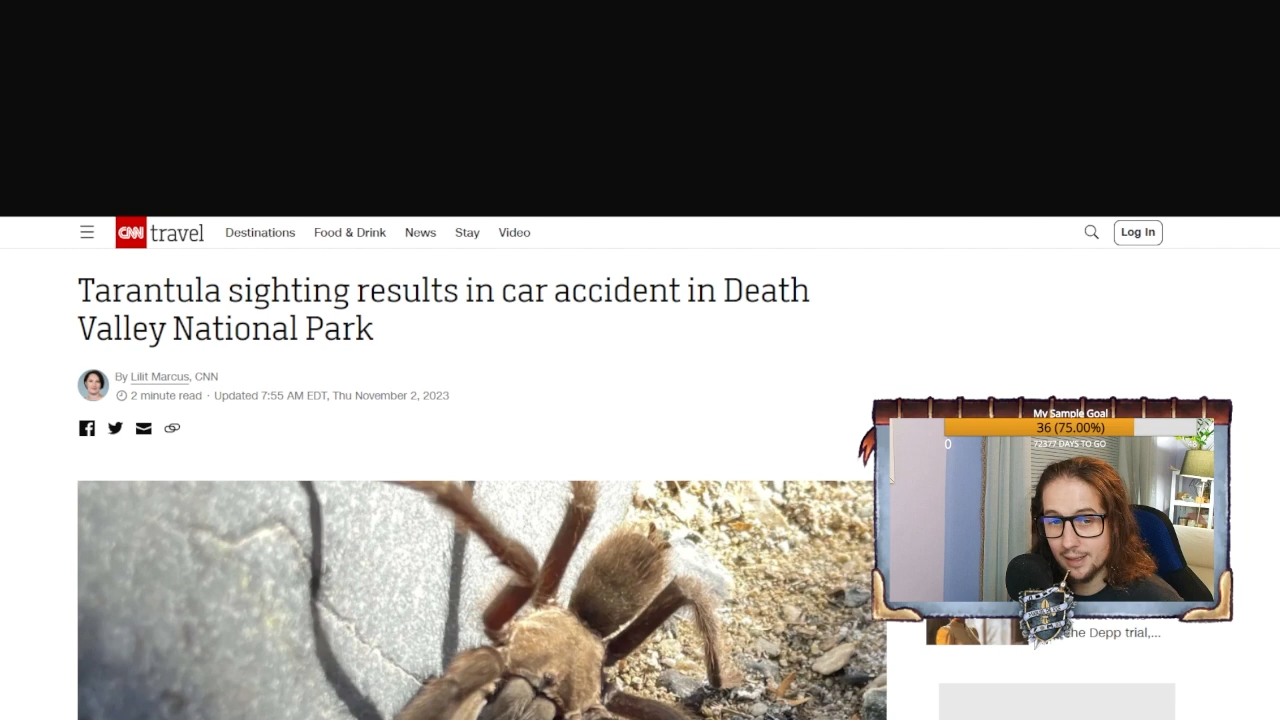 CNN travel Destinations Food & Drink News Stay Video Log In
Tarantula sighting results in car accident in Death
Valley National Park
By Lilit Marcus, CNN
2 minute read · Updated 7:55 AM EDT, Thu November 2, 2023
My Sample Goal
36 (75.00%)
0
72377 DAYS TO GO
he Depp trial,...